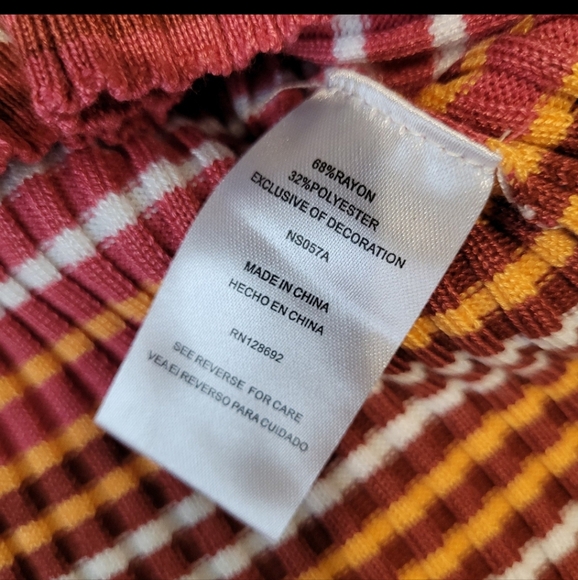 68%RAYON
32%POLYESTER
EXCLUSIVE OF DECORATION
NS057A
MADE IN CHINA
HECHO EN CHINA
RN128692
SEE REVERSE FOR CARE
VEA EI REVERSO PARA CUIDADO